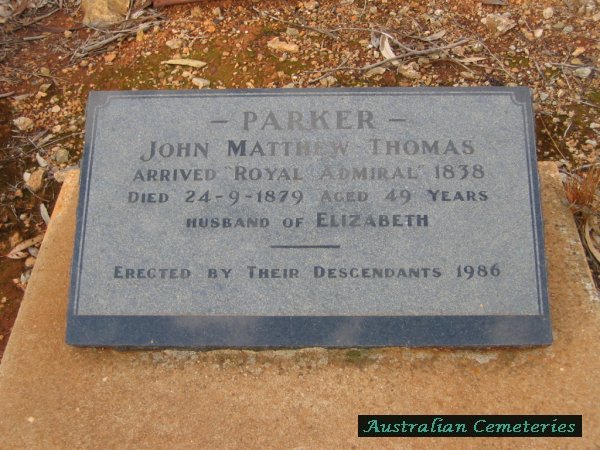 - PARKER -
JOHN MATTHEW THOMAS
ARRIVED "ROYAL ADMIRAL" 1838
DIED 24-9-1879 AGED 49 YEARS
HUSBAND OF ELIZABETH
ERECTED BY THEIR DESCENDANTS 1986
Australian Cemeteries